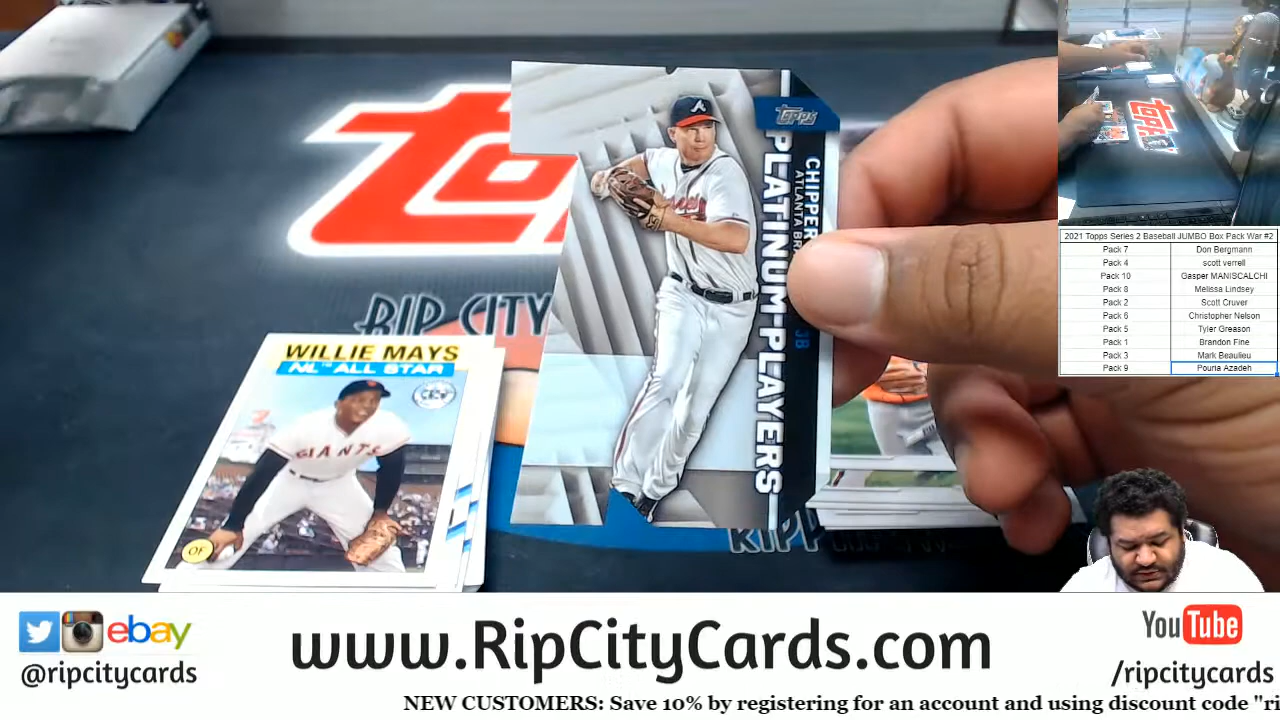 WILLIE MAYS
NL ALL STAR
GIANTS
OF
RIP CITY
Topps
CHIPPER
ATLANTA
3B
PLATINUM PLAYERS
2021 Topps Series 2 Baseball JUMBO Box Pack War #2
Pack 7 Don Bergmann
Pack 4 scott verrell
Pack 10 Gasper MANISCALCHI
Pack 8 Melissa Lindsey
Pack 2 Scott Cruver
Pack 6 Christopher Nelson
Pack 5 Tyler Greason
Pack 1 Brandon Fine
Pack 3 Mark Beaulieu
Pack 9 Pouria Azadeh
ebay
@ripcitycards
www.RipCityCards.com
YouTube
/ripcitycards
NEW CUSTOMERS: Save 10% by registering for an account and using discount code "ri